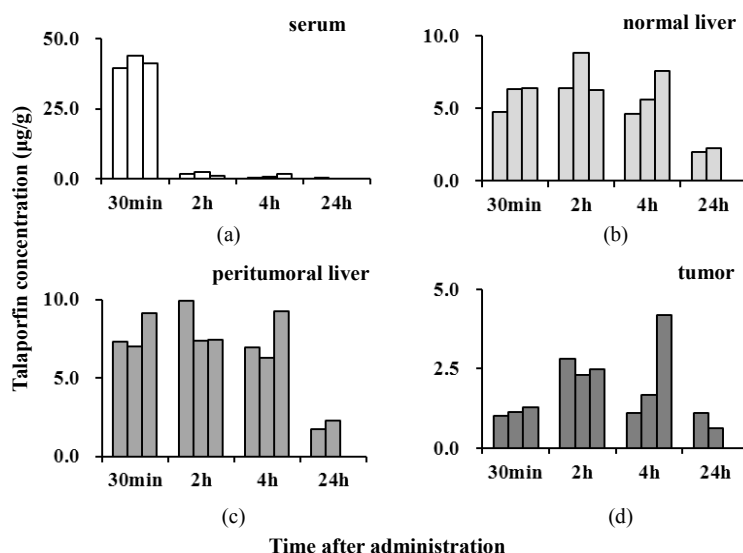 serum
50.0
25.0
0.0
30min 2h 4h 24h
(a)
normal liver
10.0
5.0
0.0
30min 2h 4h 24h
(b)
peritumoral liver
10.0
5.0
0.0
30min 2h 4h 24h
(c)
tumor
5.0
2.5
0.0
30min 2h 4h 24h
(d)
Talaporfin concentration (µg/g)
Time after administration